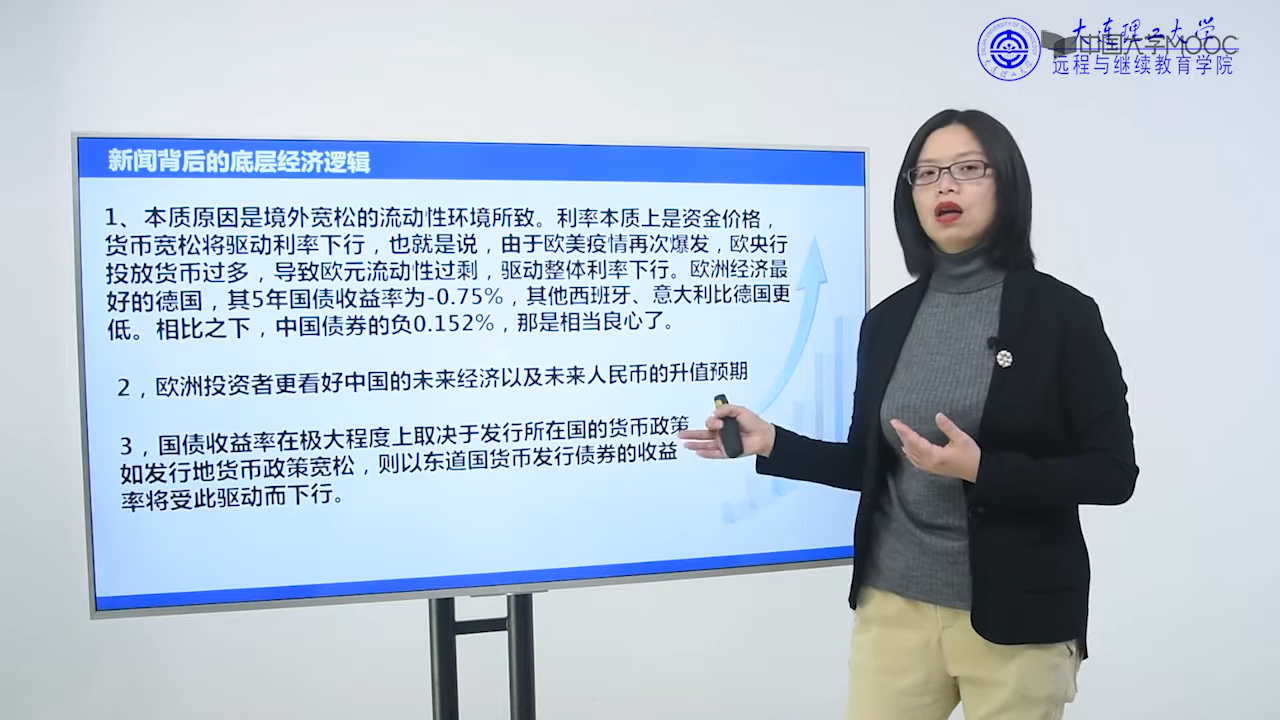 大连理工大学
中国大学MOOC
远程与继续教育学院
新闻背后的底层经济逻辑
1、本质原因是境外宽松的流动性环境所致。利率本质上是资金价格，
货币宽松将驱动利率下行，也就是说，由于欧美疫情再次爆发，欧央行
投放货币过多，导致欧元流动性过剩，驱动整体利率下行。欧洲经济最
好的德国，其5年国债收益率为-0.75%，其他西班牙、意大利比德国更
低。相比之下，中国债券的负0.152%，那是相当良心了。
2，欧洲投资者更看好中国的未来经济以及未来人民币的升值预期
3，国债收益率在极大程度上取决于发行所在国的货币政策
如发行地货币政策宽松，则以东道国货币发行债券的收益
率将受此驱动而下行。